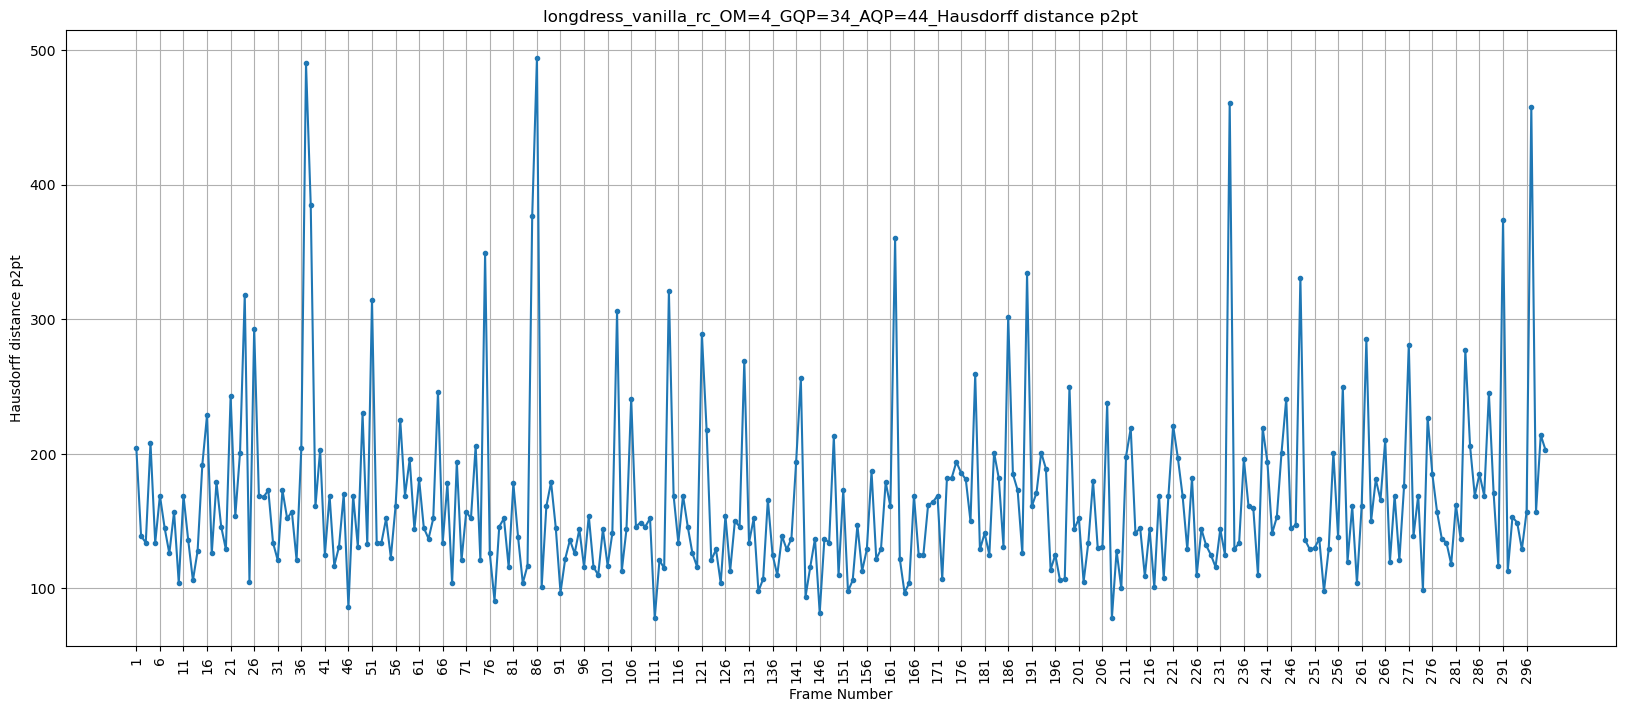 longdress_vanilla_rc_OM=4_GQP=34_AQP=44_Hausdorff distance p2pt
500
400
300
200
100
Hausdorff distance p2pt
1 6 11 16 21 26 31 36 41 46 51 56 61 66 71 76 81 86 91 96 101 106 111 116 121 126 131 136 141 146 151 156 161 166 171 176 181 186 191 196 201 206 211 216 221 226 231 236 241 246 251 256 261 266 271 276 281 286 291 296
Frame Number